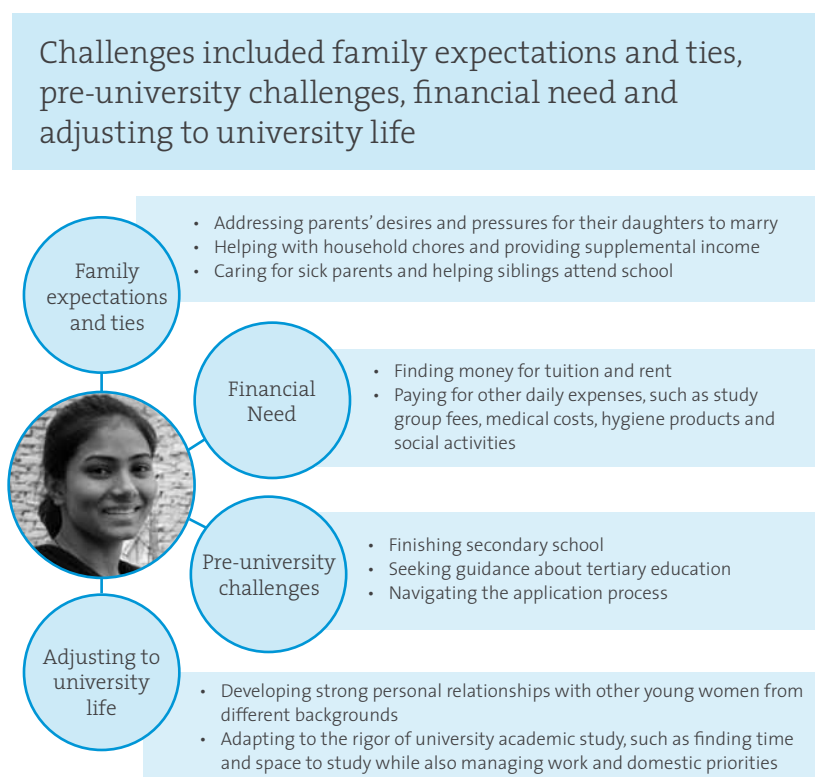 Challenges included family expectations and ties,
pre-university challenges, financial need and
adjusting to university life
Family
expectations
and ties
• Addressing parents’ desires and pressures for their daughters to marry
• Helping with household chores and providing supplemental income
• Caring for sick parents and helping siblings attend school
Financial
Need
• Finding money for tuition and rent
• Paying for other daily expenses, such as study
group fees, medical costs, hygiene products and
social activities
Pre-university
challenges
• Finishing secondary school
• Seeking guidance about tertiary education
• Navigating the application process
Adjusting to
university
life
• Developing strong personal relationships with other young women from
different backgrounds
• Adapting to the rigor of university academic study, such as finding time
and space to study while also managing work and domestic priorities